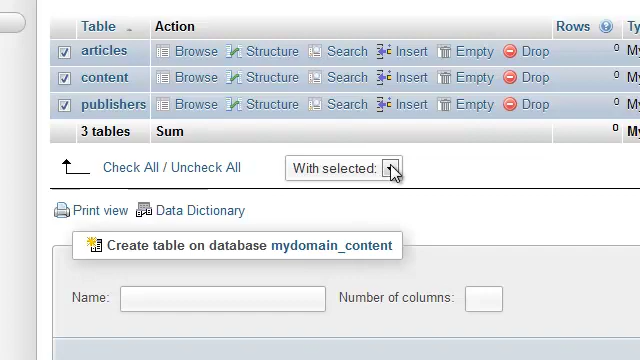 Table Action Rows
articles Browse Structure Search Insert Empty Drop 0 My
content Browse Structure Search Insert Empty Drop 0 My
publishers Browse Structure Search Insert Empty Drop 0 My
3 tables Sum 0 My
Check All / Uncheck All With selected:
Print view Data Dictionary
Create table on database mydomain_content
Name: Number of columns: